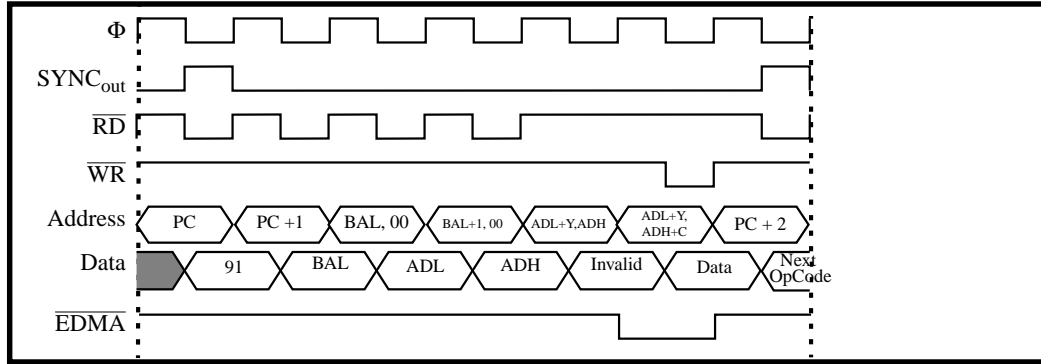 Φ
SYNCout
RD
WR
Address PC PC +1 BAL, 00 BAL+1, 00 ADL+Y,ADH ADL+Y, ADH+C PC + 2
Data 91 BAL ADL ADH Invalid Data Next OpCode
EDMA